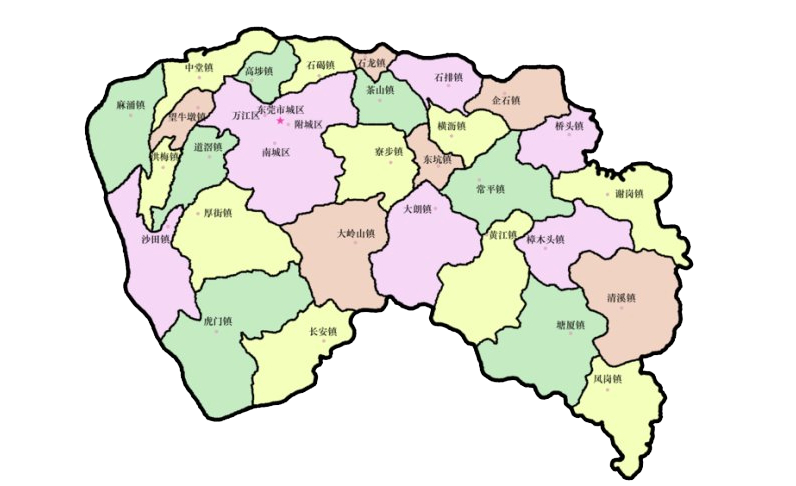 石龙镇
中堂镇
高埗镇
石碣镇
石排镇
茶山镇
企石镇
麻涌镇
望牛墩镇
万江区
东莞市城区
附城区
横沥镇
桥头镇
道滘镇
洪梅镇
南城区
寮步镇
东坑镇
常平镇
谢岗镇
厚街镇
大朗镇
沙田镇
大岭山镇
黄江镇
樟木头镇
清溪镇
虎门镇
长安镇
塘厦镇
凤岗镇